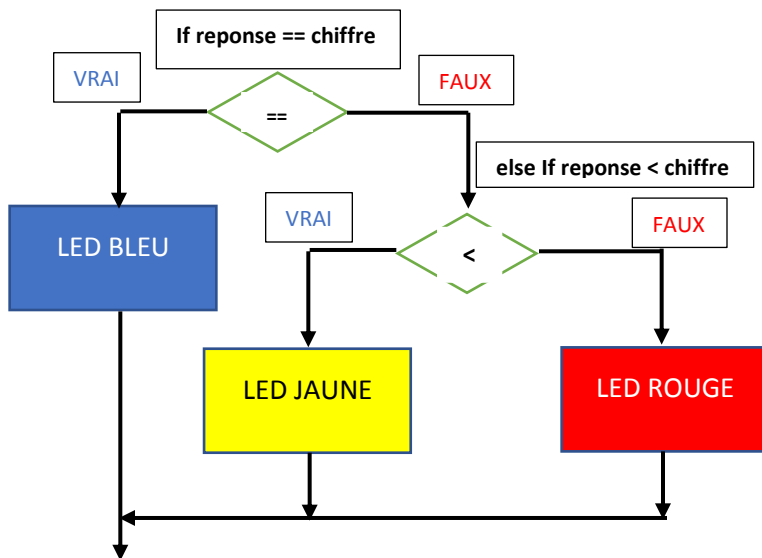 If reponse == chiffre
VRAI
FAUX
==
else If reponse < chiffre
VRAI
FAUX
LED BLEU
<
LED JAUNE
LED ROUGE